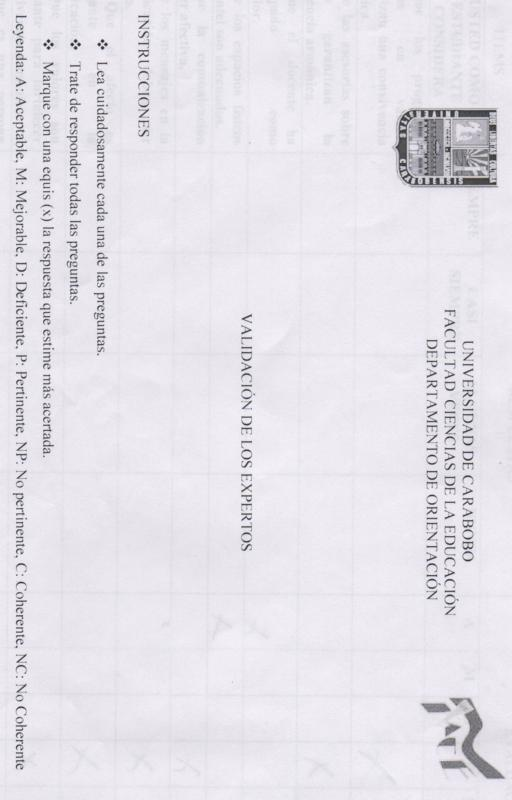 UNIVERSIDAD DE CARABOBO
FACULTAD CIENCIAS DE LA EDUCACIÓN
DEPARTAMENTO DE ORIENTACIÓN
VALIDACIÓN DE LOS EXPERTOS
INSTRUCCIONES
❖ Lea cuidadosamente cada una de las preguntas.
❖ Trate de responder todas las preguntas.
❖ Marque con una equis (x) la respuesta que estime más acertada.
Leyenda: A: Aceptable, M: Mejorable, D: Deficiente, P: Pertinente, NP: No pertinente, C: Coherente, NC: No Coherente